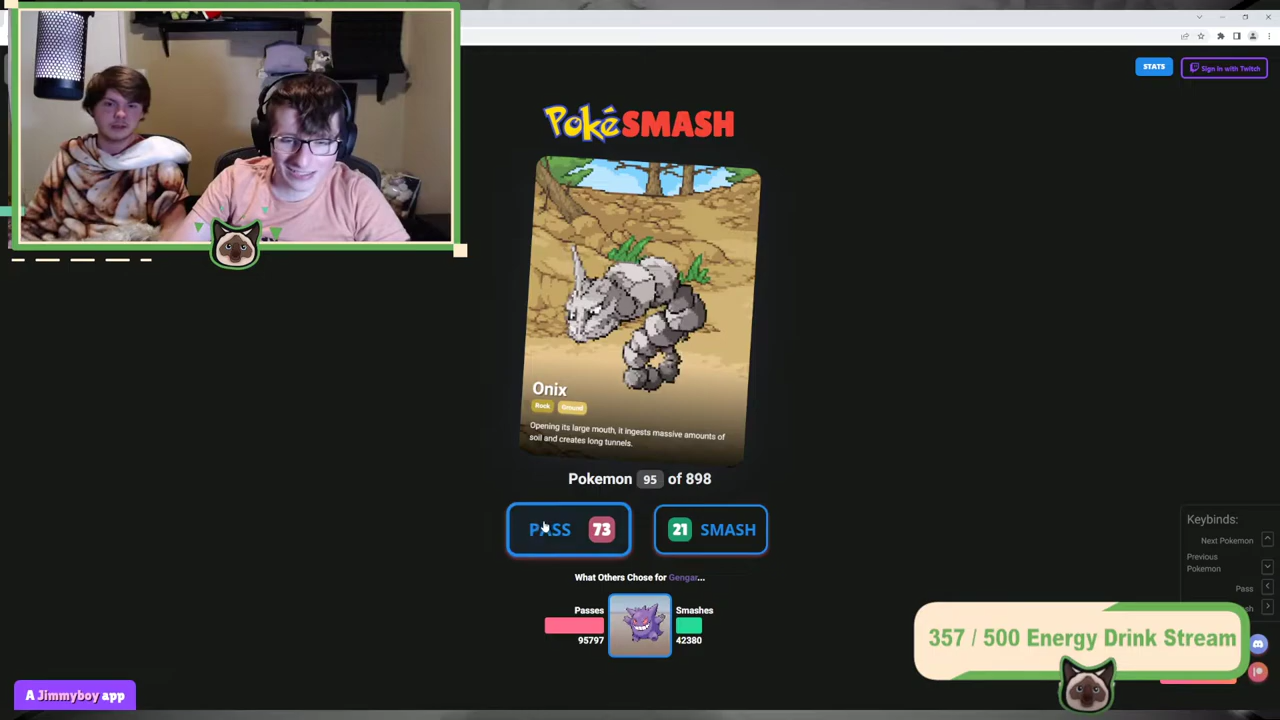 STATS
Sign in with Twitch
PokéSMASH
Onix
Rock Ground
Opening its large mouth, it ingests massive amounts of
soil and creates long tunnels.
Pokemon 95 of 898
PASS 73
21 SMASH
What Others Chose for Gengar...
Passes
95797
Smashes
42380
Keybinds:
Next Pokemon
Previous
Pokemon
Pass
357 / 500 Energy Drink Stream
A Jimmyboy app